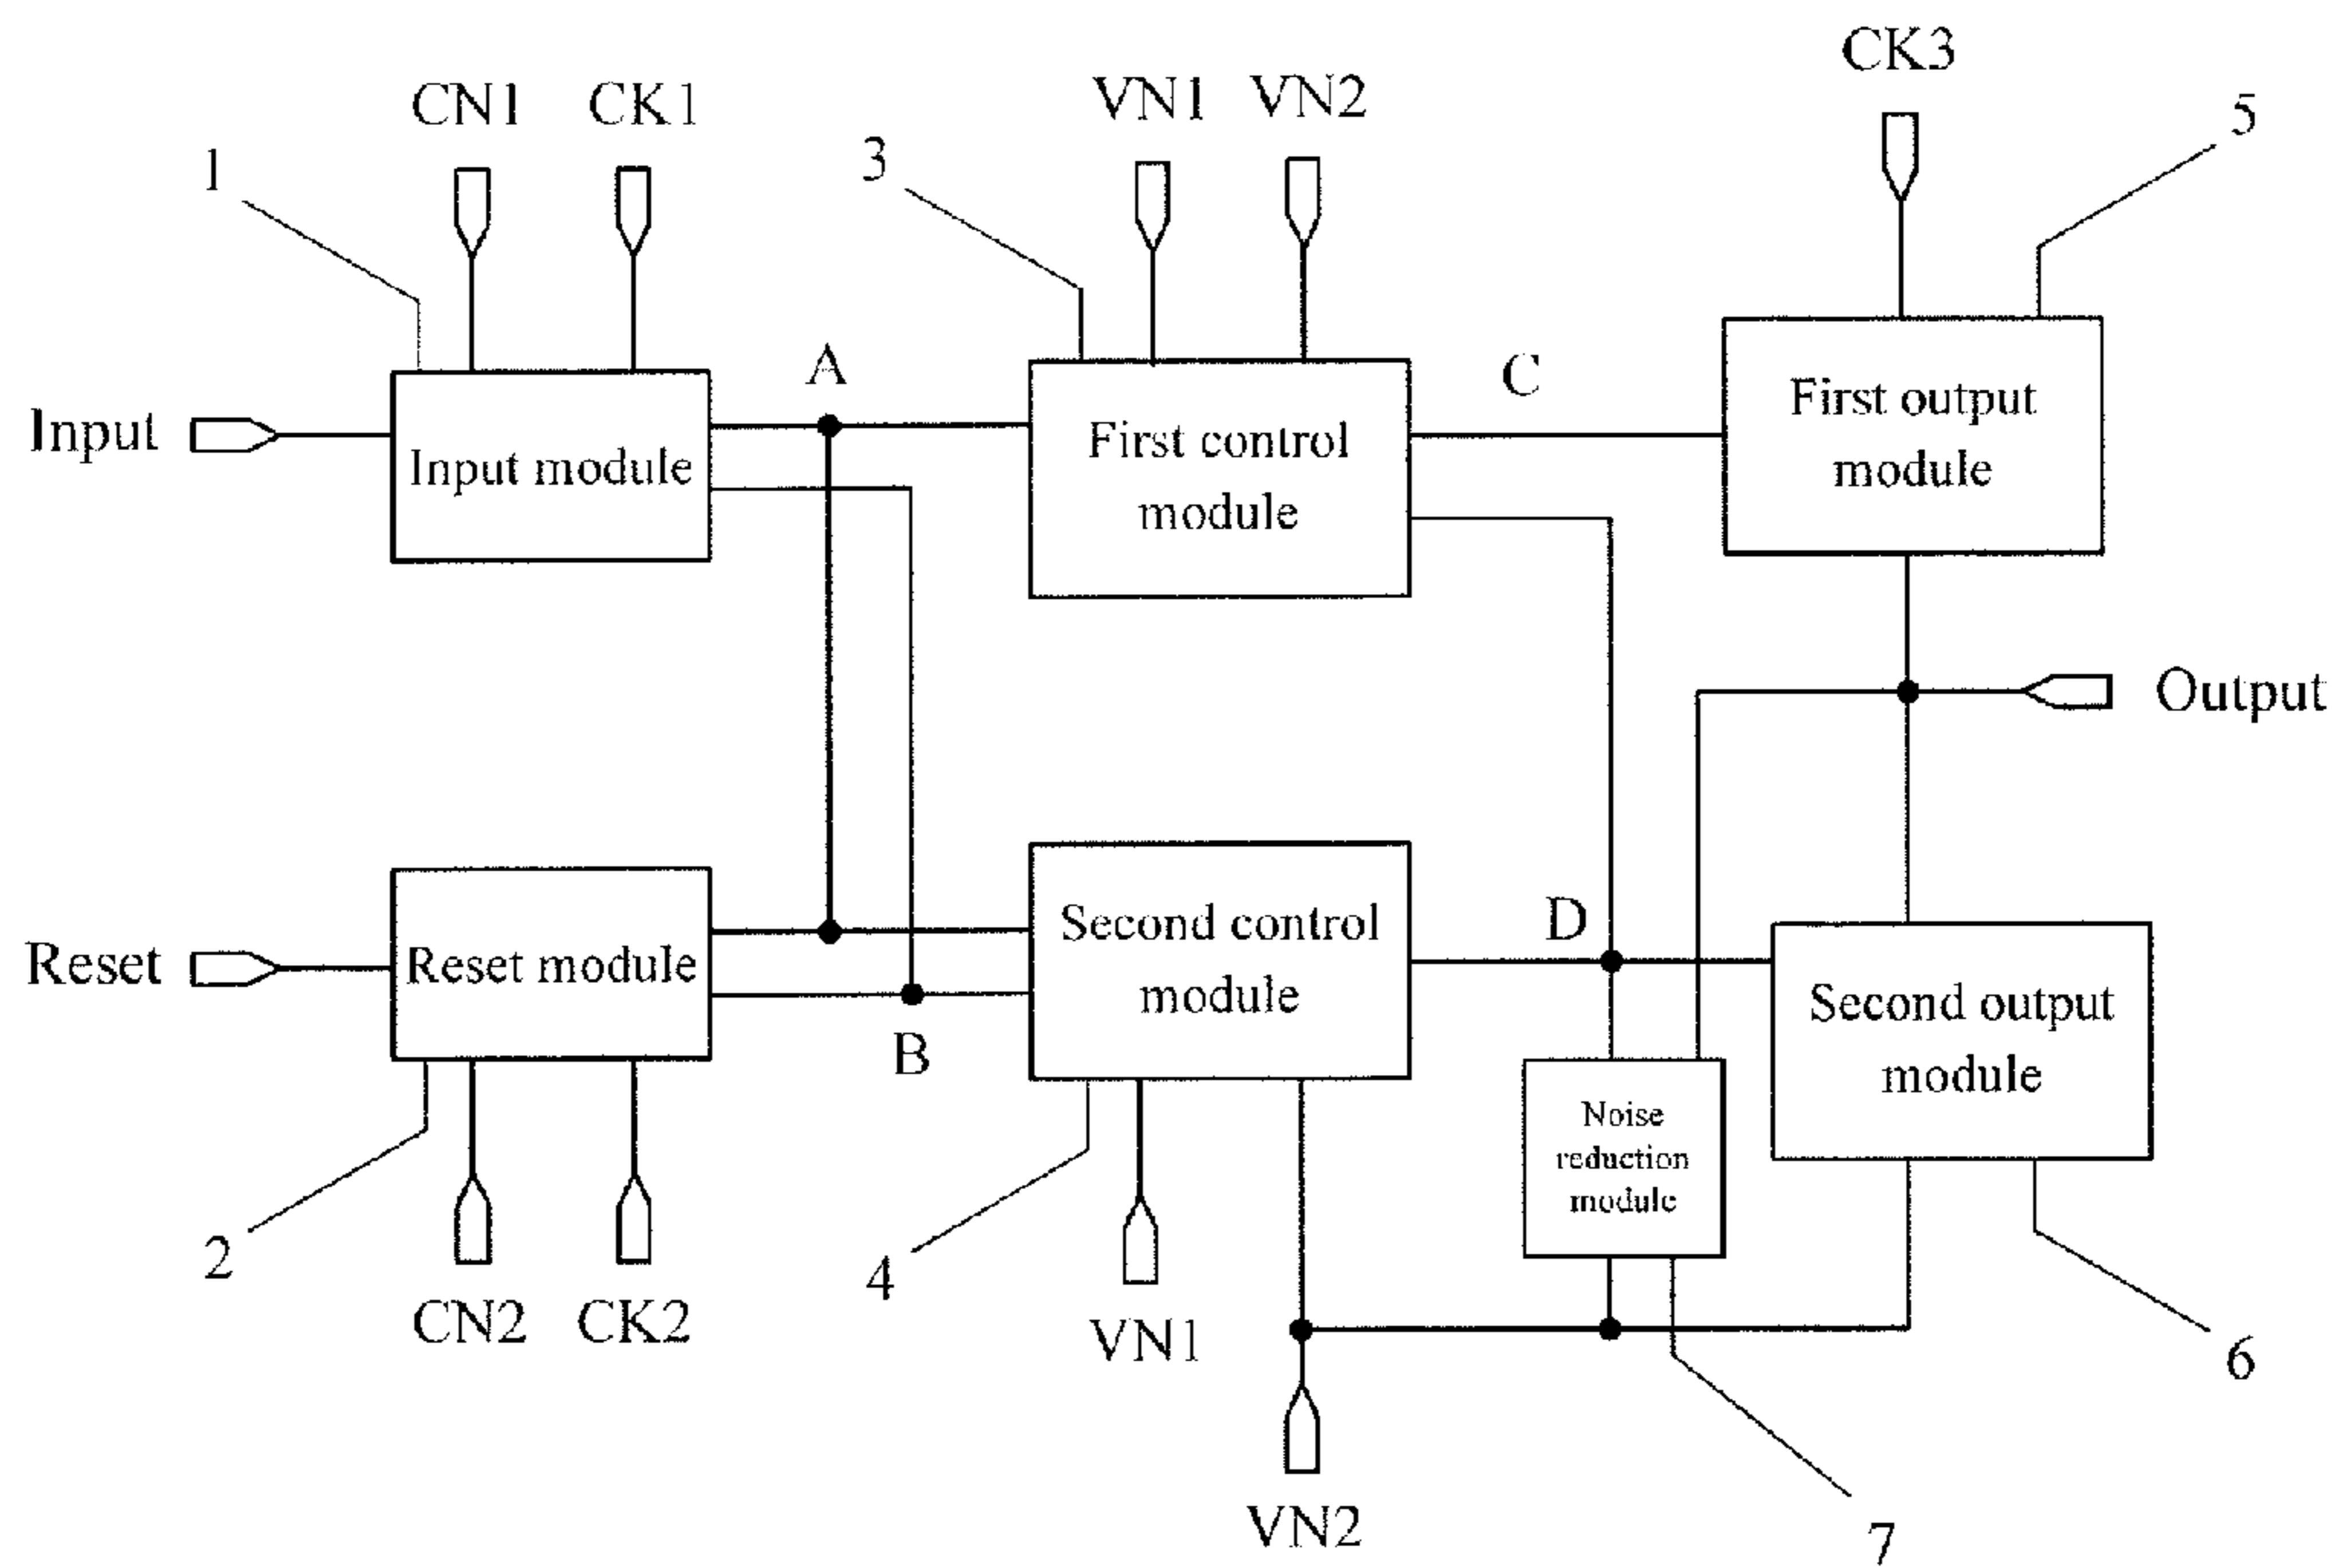 CK3
CN1 CK1 VN1 VN2
1 3 5
A C
Input
Input module
First control
module
First output
module
Output
Reset
Reset module
Second control
module
D
B
Second output
module
Noise
reduction
module
2 4 6
CN2 CK2 VN1
VN2
7